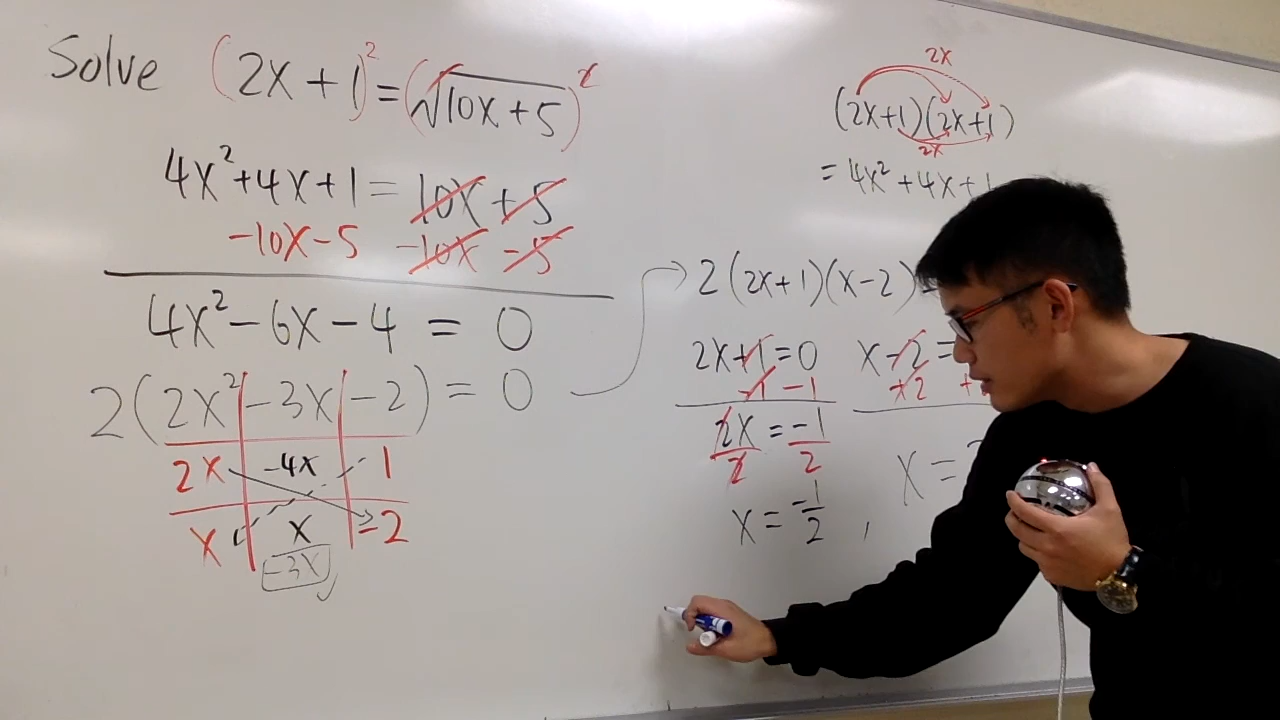 Solve (2x+1)² = (√10x+5)²
4x²+4x+1 = 10x+5
-10x-5 -10x -5
4x²-6x-4 = 0
2(2x²-3x-2) = 0
2x -4x 1
x x -2
-3x ✓
2x
(2x+1)(2x+1)
2x
= 4x²+4x+1
2(2x+1)(x-2)
2x+1=0 x-2=
-1 -1 +2 +
2x/2 = -1/2 x =
x = -1/2 ,